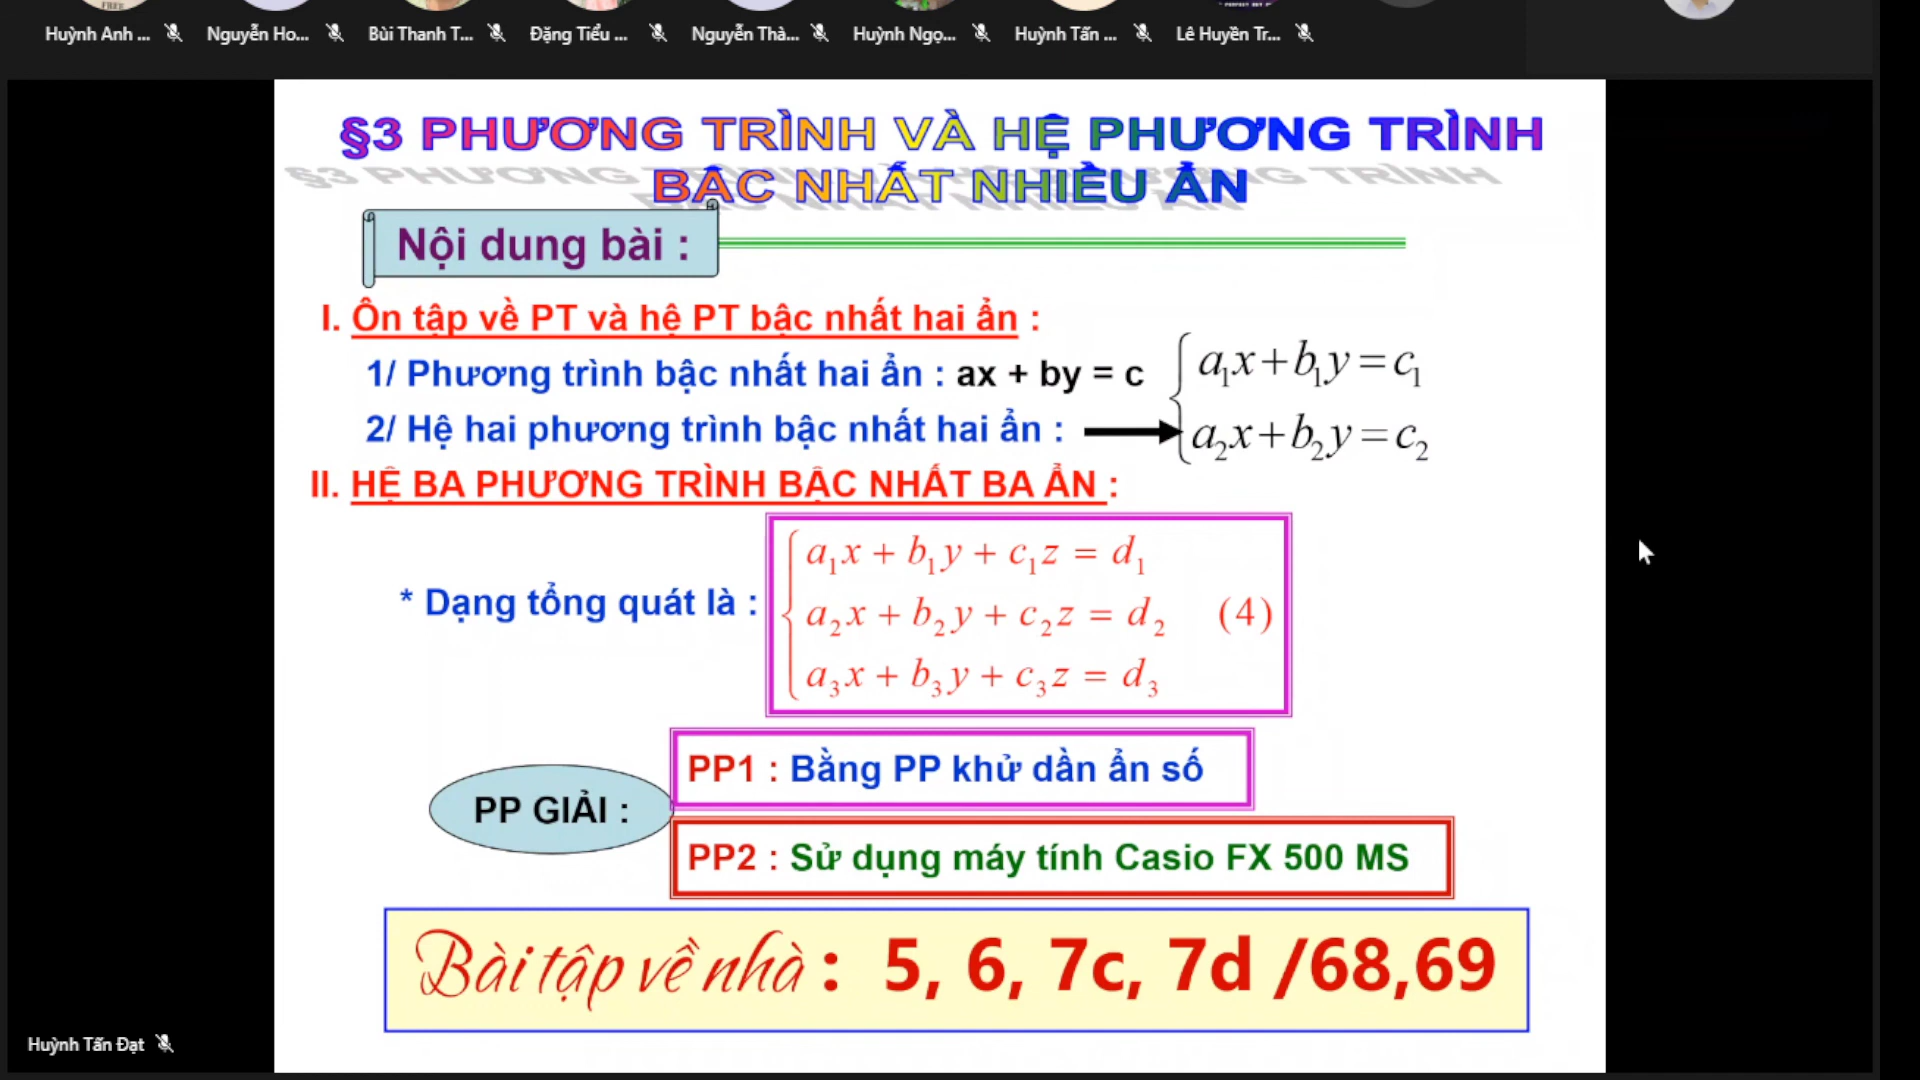 Huỳnh Anh ... Nguyễn Ho... Bùi Thanh T... Đặng Tiểu ... Nguyễn Thà... Huỳnh Ngọ... Huỳnh Tấn ... Lê Huyền Tr...
§3 PHƯƠNG TRÌNH VÀ HỆ PHƯƠNG TRÌNH
BẬC NHẤT NHIỀU ẨN
Nội dung bài :
I. Ôn tập về PT và hệ PT bậc nhất hai ẩn :
1/ Phương trình bậc nhất hai ẩn : ax + by = c
2/ Hệ hai phương trình bậc nhất hai ẩn :
a₁x+b₁y=c₁
a₂x+b₂y=c₂
II. HỆ BA PHƯƠNG TRÌNH BẬC NHẤT BA ẨN :
* Dạng tổng quát là :
a₁x + b₁y + c₁z = d₁
a₂x + b₂y + c₂z = d₂ (4)
a₃x + b₃y + c₃z = d₃
PP GIẢI :
PP1 : Bằng PP khử dần ẩn số
PP2 : Sử dụng máy tính Casio FX 500 MS
Bài tập về nhà : 5, 6, 7c, 7d /68,69
Huỳnh Tấn Đạt